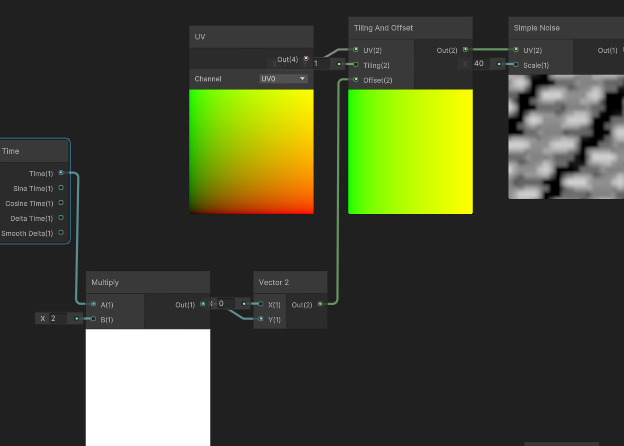 UV
Out(4)
Channel
UV0
Tiling And Offset
UV(2)
Out(2)
1
Tiling(2)
Offset(2)
Simple Noise
UV(2)
Out(1)
X 40
Scale(1)
Time
Time(1)
Sine Time(1)
Cosine Time(1)
Delta Time(1)
Smooth Delta(1)
Multiply
A(1)
Out(1)
X 2
B(1)
Vector 2
0
X(1)
Out(2)
Y(1)